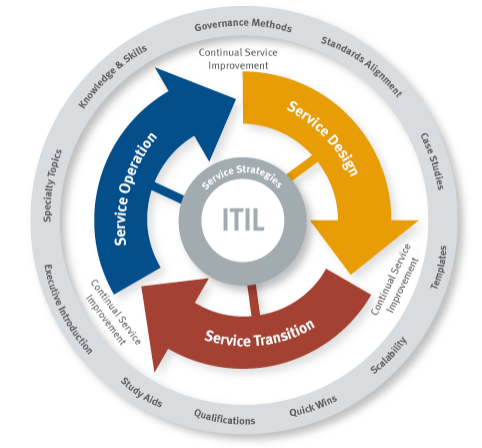 Governance Methods
Standards Alignment
Case Studies
Templates
Scalability
Quick Wins
Qualifications
Study Aids
Executive Introduction
Specialty Topics
Knowledge & Skills
Continual Service
Improvement
Service Design
Continual Service
Improvement
Service Transition
Continual Service
Improvement
Service Operation
Service Strategies
ITIL